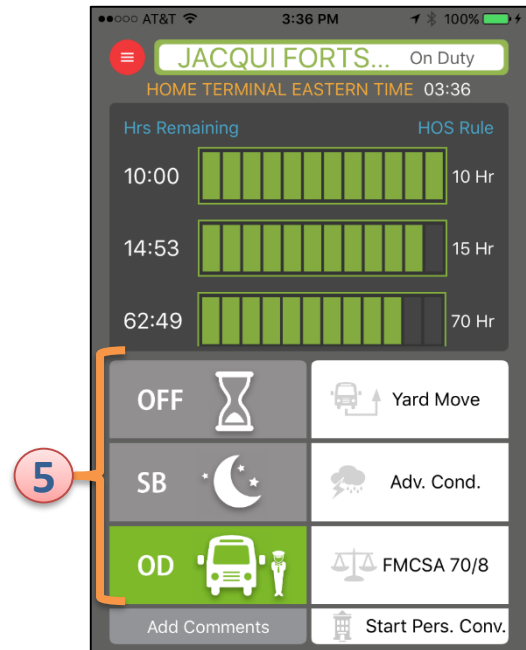 AT&T 3:36 PM 100%
JACQUI FORTS... On Duty
HOME TERMINAL EASTERN TIME 03:36
Hrs Remaining HOS Rule
10:00 10 Hr
14:53 15 Hr
62:49 70 Hr
OFF Yard Move
5
SB Adv. Cond.
OD FMCSA 70/8
Add Comments Start Pers. Conv.